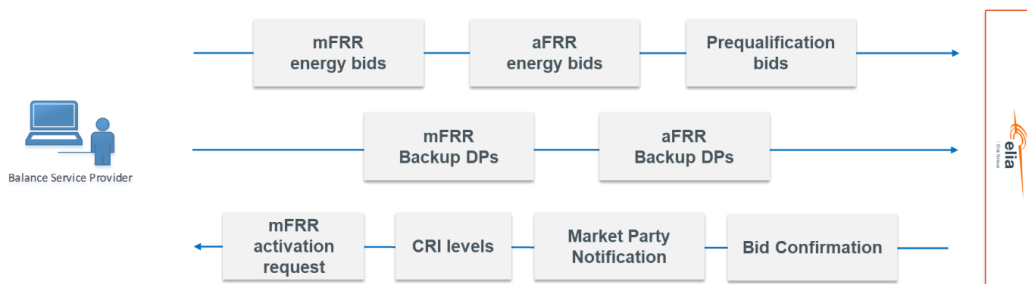 mFRR
energy bids
aFRR
energy bids
Prequalification
bids
Balance Service Provider
mFRR
Backup DPs
aFRR
Backup DPs
elia
mFRR
activation
request
CRI levels
Market Party
Notification
Bid Confirmation